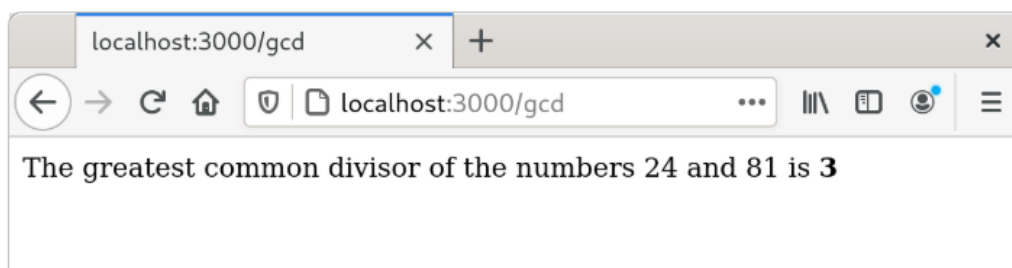 localhost:3000/gcd
localhost:3000/gcd
The greatest common divisor of the numbers 24 and 81 is 3